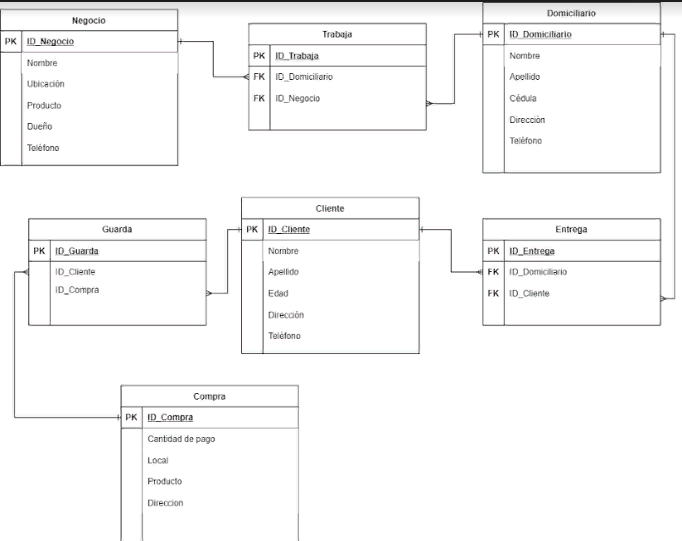 Negocio
PK ID_Negocio
Nombre
Ubicación
Producto
Dueño
Teléfono
Trabaja
PK ID_Trabaja
FK ID_Domiciliario
FK ID_Negocio
Domiciliario
PK ID_Domiciliario
Nombre
Apellido
Cédula
Dirección
Teléfono
Guarda
PK ID_Guarda
ID_Cliente
ID_Compra
Cliente
PK ID_Cliente
Nombre
Apellido
Edad
Dirección
Teléfono
Entrega
PK ID_Entrega
FK ID_Domiciliario
FK ID_Cliente
Compra
PK ID_Compra
Cantidad de pago
Local
Producto
Direccion